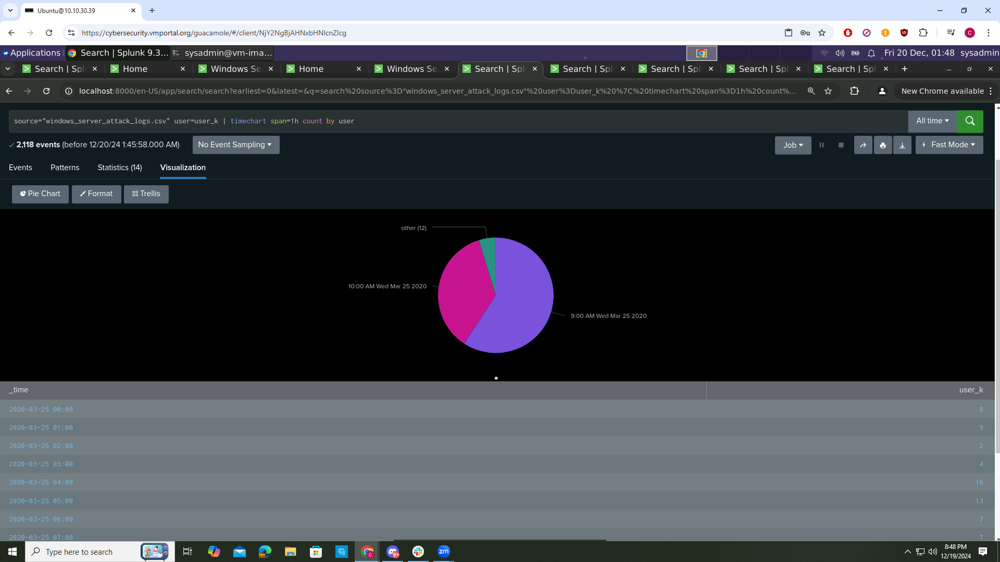 Ubuntu@10.10.30.39
https://cybersecurity.vmportal.org/guacamole/#/client/NjY2NgBjAHNxbHNlcnZlcg
C
Applications
Search | Splunk 9.3...
sysadmin@vm-ima...
Fri 20 Dec, 01:48
sysadmin
Search | Spl
Home
Windows Se
Home
Windows Se
Search | Spl
Search | Spl
Search | Spl
Search | Spl
Search | Spl
localhost:8000/en-US/app/search/search?earliest=0&latest=&q=search%20source%3D"windows_server_attack_logs.csv"%20user%3Duser_k%20%7C%20timechart%20span%3D1h%20count%...
New Chrome available
source="windows_server_attack_logs.csv" user=user_k | timechart span=1h count by user
All time
2,118 events (before 12/20/24 1:45:58.000 AM)
No Event Sampling
Job
Fast Mode
Events
Patterns
Statistics (14)
Visualization
Pie Chart
Format
Trellis
other (12)
10:00 AM Wed Mar 25 2020
9:00 AM Wed Mar 25 2020
_time
user_k
2020-03-25 00:00
8
2020-03-25 01:00
9
2020-03-25 02:00
2
2020-03-25 03:00
4
2020-03-25 04:00
16
2020-03-25 05:00
13
2020-03-25 06:00
7
2020-03-25 07:00
7
Type here to search
C
9+
zm
8:48 PM
12/19/2024